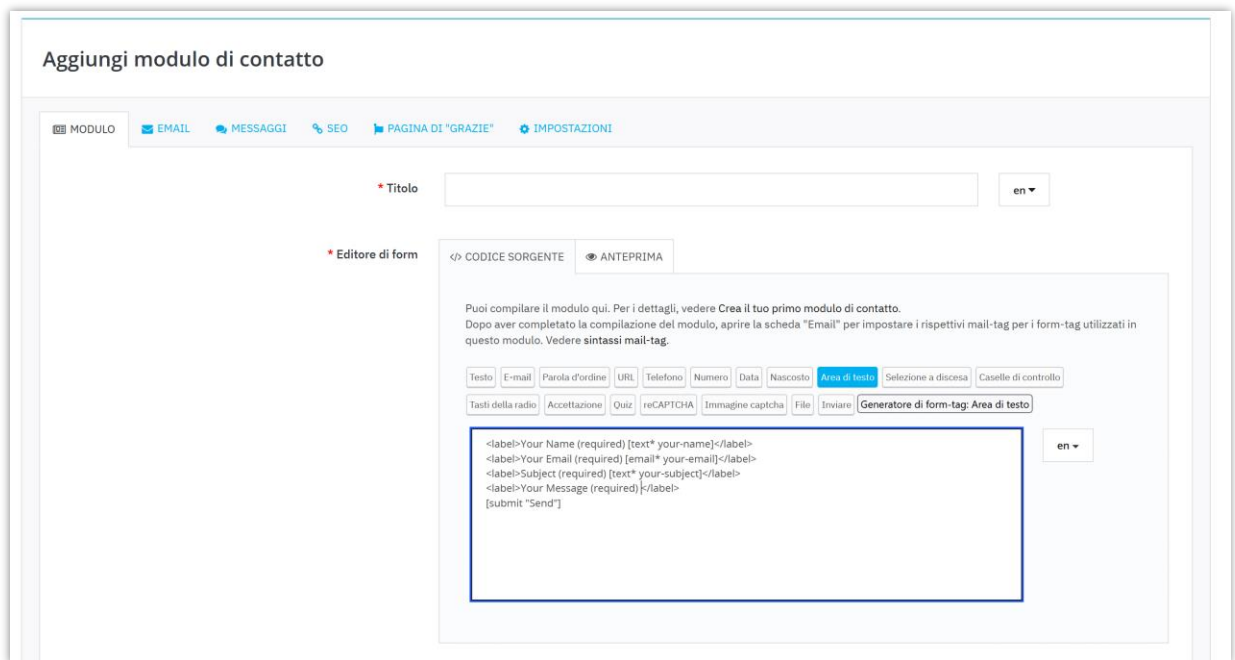 Aggiungi modulo di contatto
MODULO EMAIL MESSAGGI SEO PAGINA DI "GRAZIE" IMPOSTAZIONI
* Titolo en
* Editore di form </> CODICE SORGENTE ANTEPRIMA
Puoi compilare il modulo qui. Per i dettagli, vedere Crea il tuo primo modulo di contatto.
Dopo aver completato la compilazione del modulo, aprire la scheda "Email" per impostare i rispettivi mail-tag per i form-tag utilizzati in
questo modulo. Vedere sintassi mail-tag.
Testo E-mail Parola d'ordine URL Telefono Numero Data Nascosto Area di testo Selezione a discesa Caselle di controllo
Tasti della radio Accettazione Quiz reCAPTCHA Immagine captcha File Inviare Generatore di form-tag: Area di testo
<label>Your Name (required) [text* your-name]</label> en
<label>Your Email (required) [email* your-email]</label>
<label>Subject (required) [text* your-subject]</label>
<label>Your Message (required) </label>
[submit "Send"]